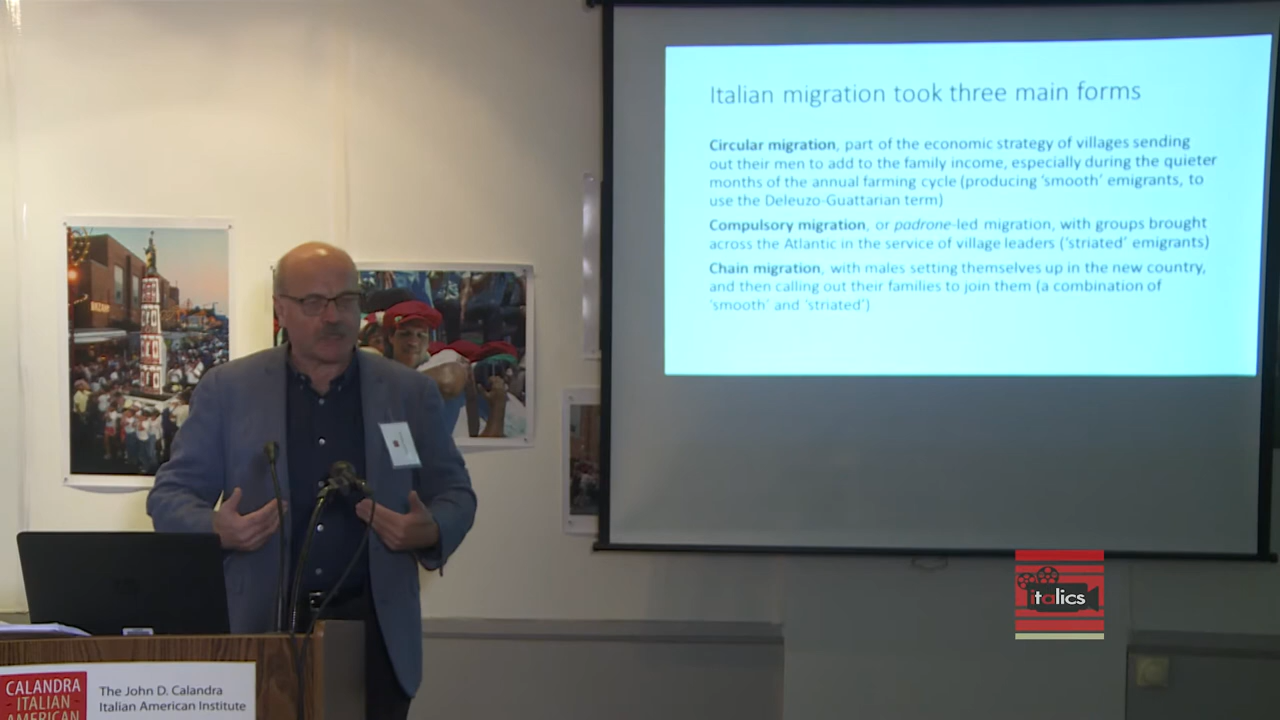 Italian migration took three main forms
Circular migration, part of the economic strategy of villages sending
out their men to add to the family income, especially during the quieter
months of the annual farming cycle (producing ‘smooth’ emigrants, to
use the Deleuzo-Guattarian term)
Compulsory migration, or padrone-led migration, with groups brought
across the Atlantic in the service of village leaders (‘striated’ emigrants)
Chain migration, with males setting themselves up in the new country,
and then calling out their families to join them (a combination of
‘smooth’ and ‘striated’)
italics
CALANDRA
ITALIAN
AMERICAN
The John D. Calandra
Italian American Institute